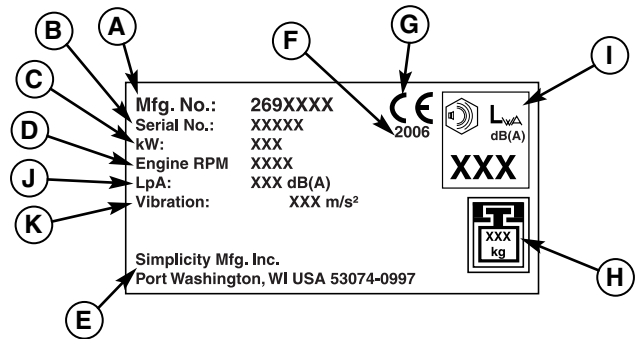 A
B
C
D
J
K
E
F
G
I
H
Mfg. No.: 269XXXX
Serial No.: XXXXX
kW: XXX
Engine RPM XXXX
LpA: XXX dB(A)
Vibration: XXX m/s²
Simplicity Mfg. Inc.
Port Washington, WI USA 53074-0997
CE
2006
LWA
dB(A)
XXX
XXX
kg